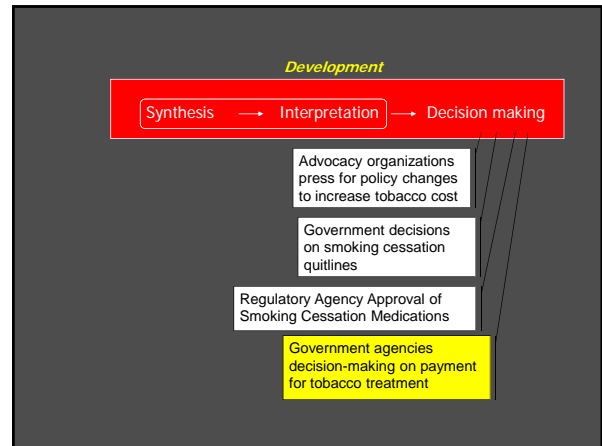 Development
Synthesis → Interpretation → Decision making
Advocacy organizations
press for policy changes
to increase tobacco cost
Government decisions
on smoking cessation
quitlines
Regulatory Agency Approval of
Smoking Cessation Medications
Government agencies
decision-making on payment
for tobacco treatment